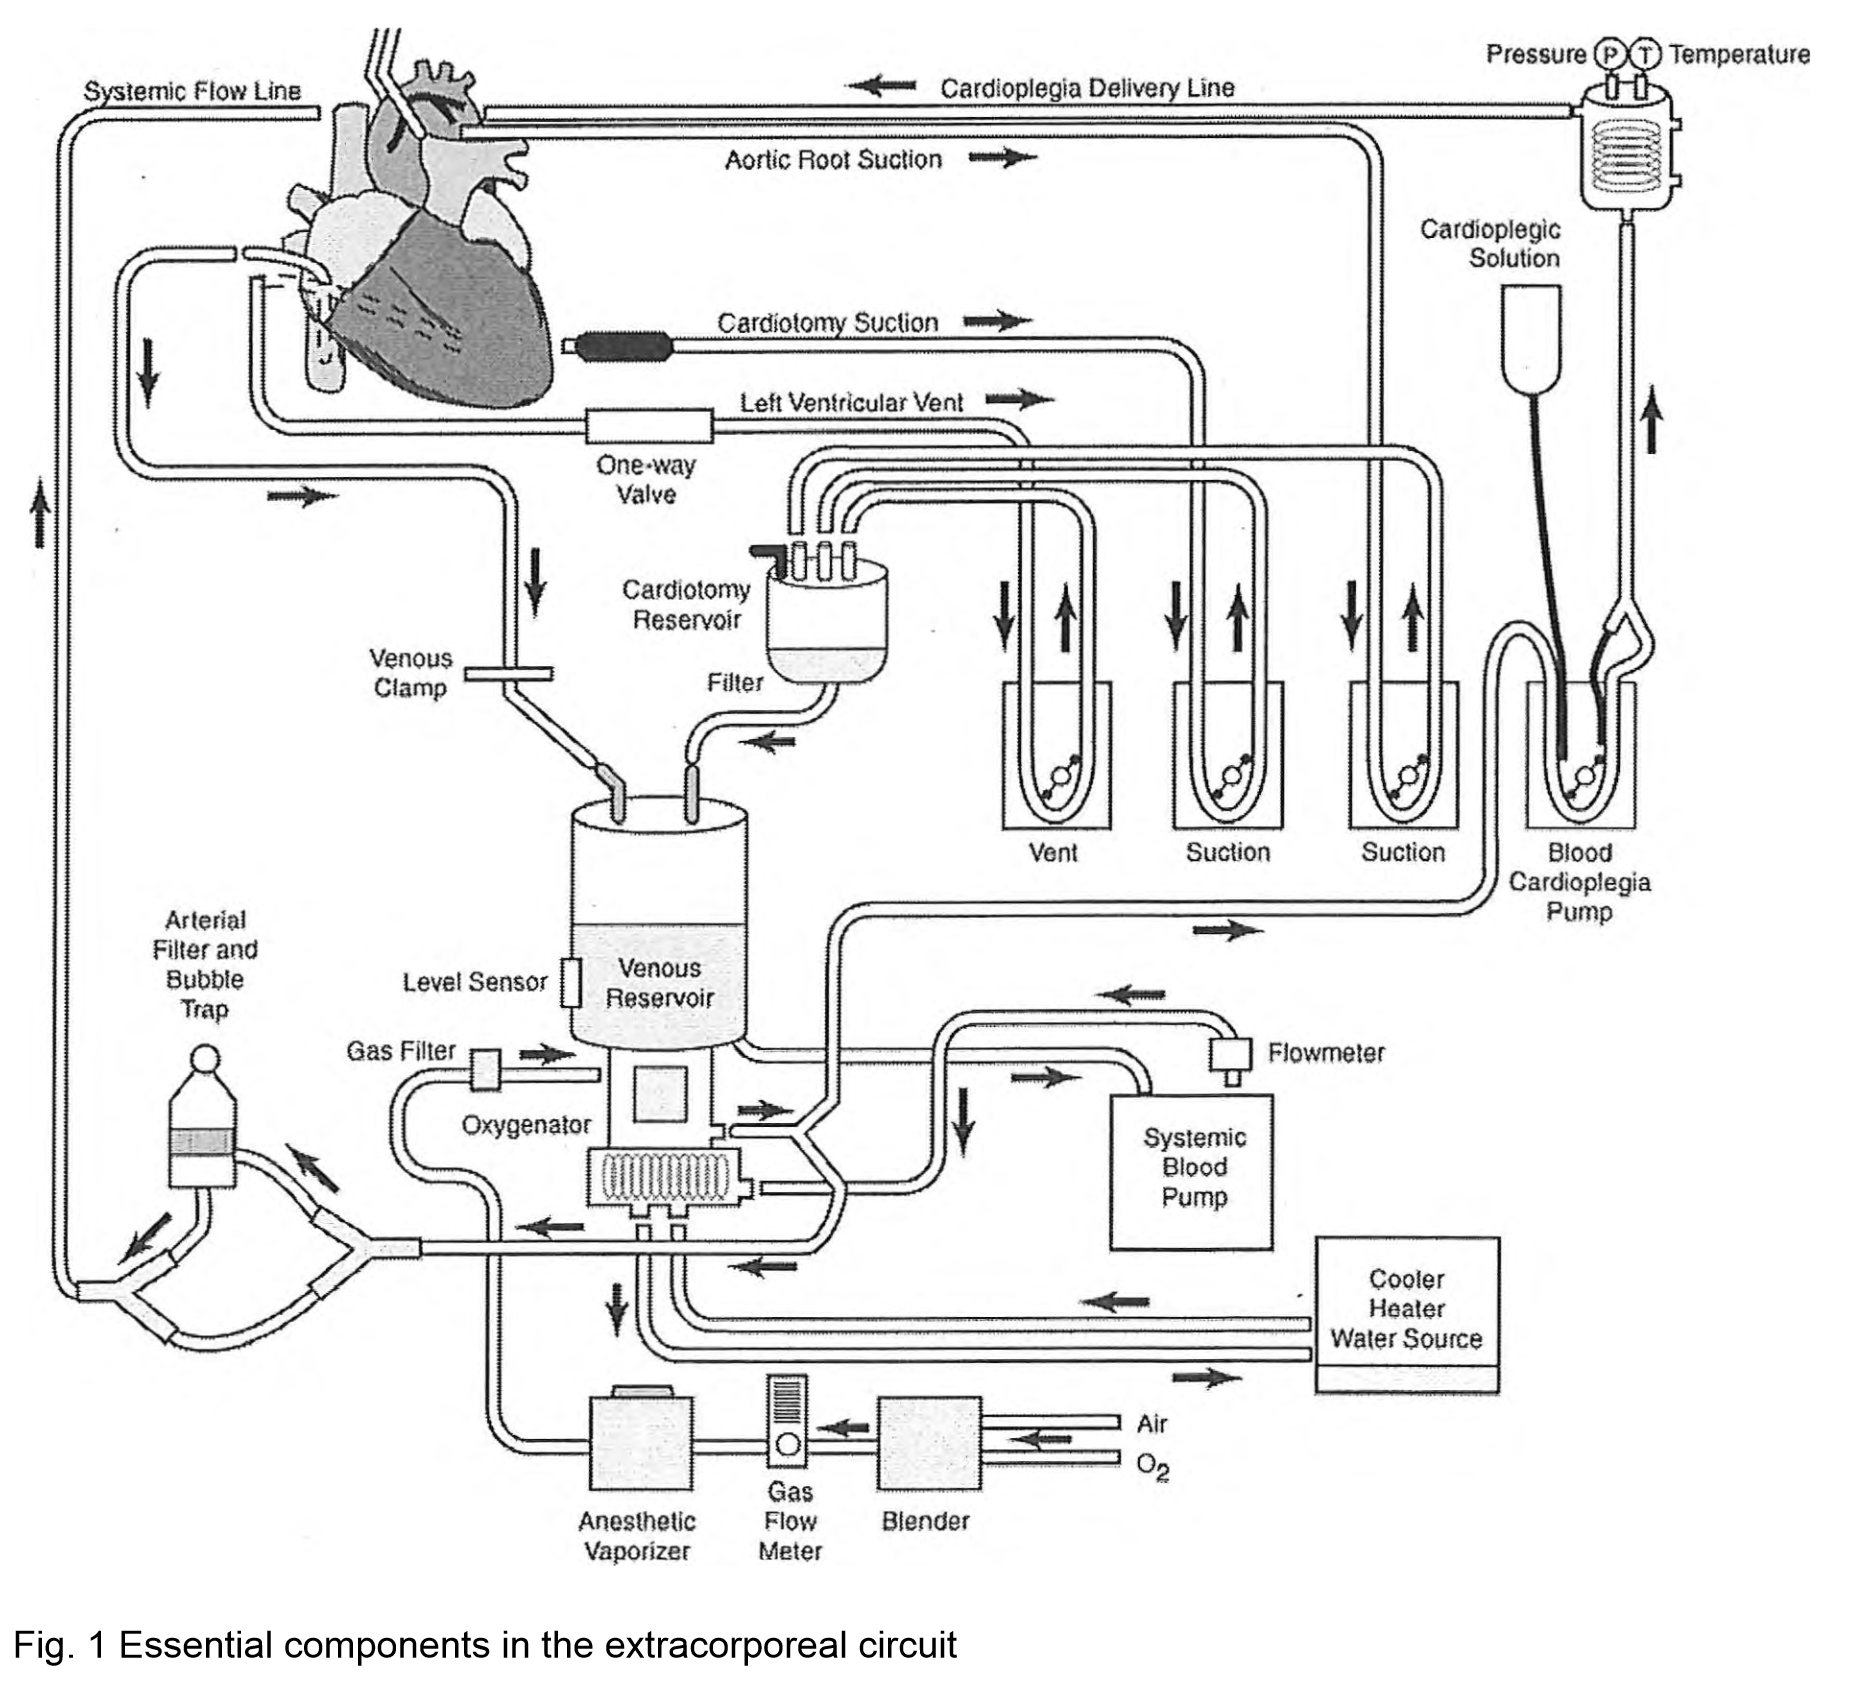 Pressure P T Temperature
Systemic Flow Line
Cardioplegia Delivery Line
Aortic Root Suction
Cardioplegic
Solution
Cardiotomy Suction
Left Ventricular Vent
One-way
Valve
Cardiotomy
Reservoir
Venous
Clamp
Filter
Vent
Suction
Suction
Blood
Cardioplegia
Pump
Arterial
Filter and
Bubble
Trap
Level Sensor
Venous
Reservoir
Gas Filter
Flowmeter
Oxygenator
Systemic
Blood
Pump
Cooler
Heater
Water Source
Air
O2
Anesthetic
Vaporizer
Gas
Flow
Meter
Blender
Fig. 1 Essential components in the extracorporeal circuit